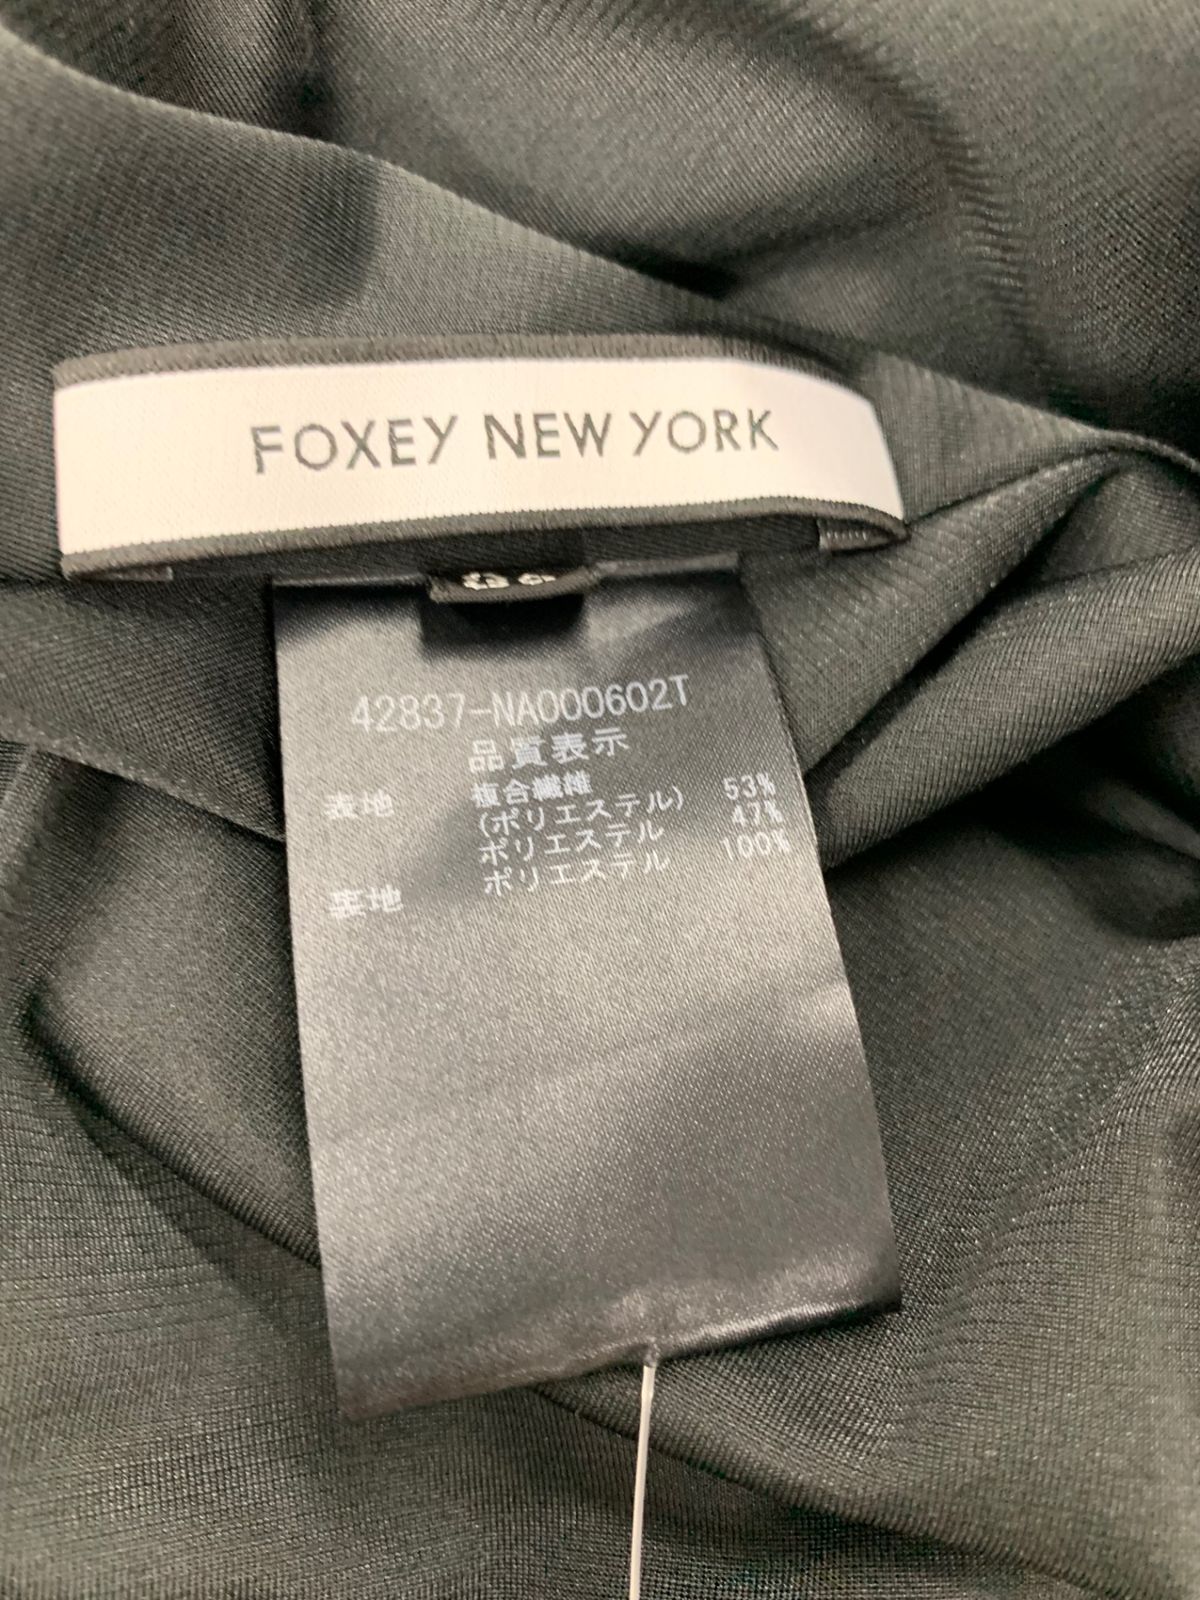 FOXEY NEW YORK
42837-NA000602T
品質表示
表地 複合繊維 53%
(ポリエステル)
ポリエステル 47%
裏地 ポリエステル 100%